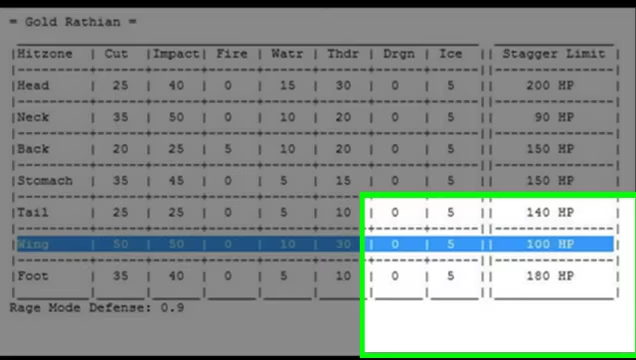 = Gold Rathian =
|Hitzone | Cut |Impact| Fire | Watr | Thdr | Drgn | Ice || Stagger Limit |
|Head | 25 | 40 | 0 | 15 | 30 | 0 | 5 || 200 HP |
|Neck | 35 | 50 | 0 | 10 | 20 | 0 | 5 || 90 HP |
|Back | 20 | 25 | 5 | 10 | 20 | 0 | 5 || 150 HP |
|Stomach | 35 | 45 | 0 | 5 | 15 | 0 | 5 || 150 HP |
|Tail | 25 | 25 | 0 | 5 | 10 | 0 | 5 || 140 HP |
|Wing | 50 | 50 | 0 | 10 | 30 | 0 | 5 || 100 HP |
|Foot | 35 | 40 | 0 | 5 | 10 | 0 | 5 || 180 HP |
Rage Mode Defense: 0.9